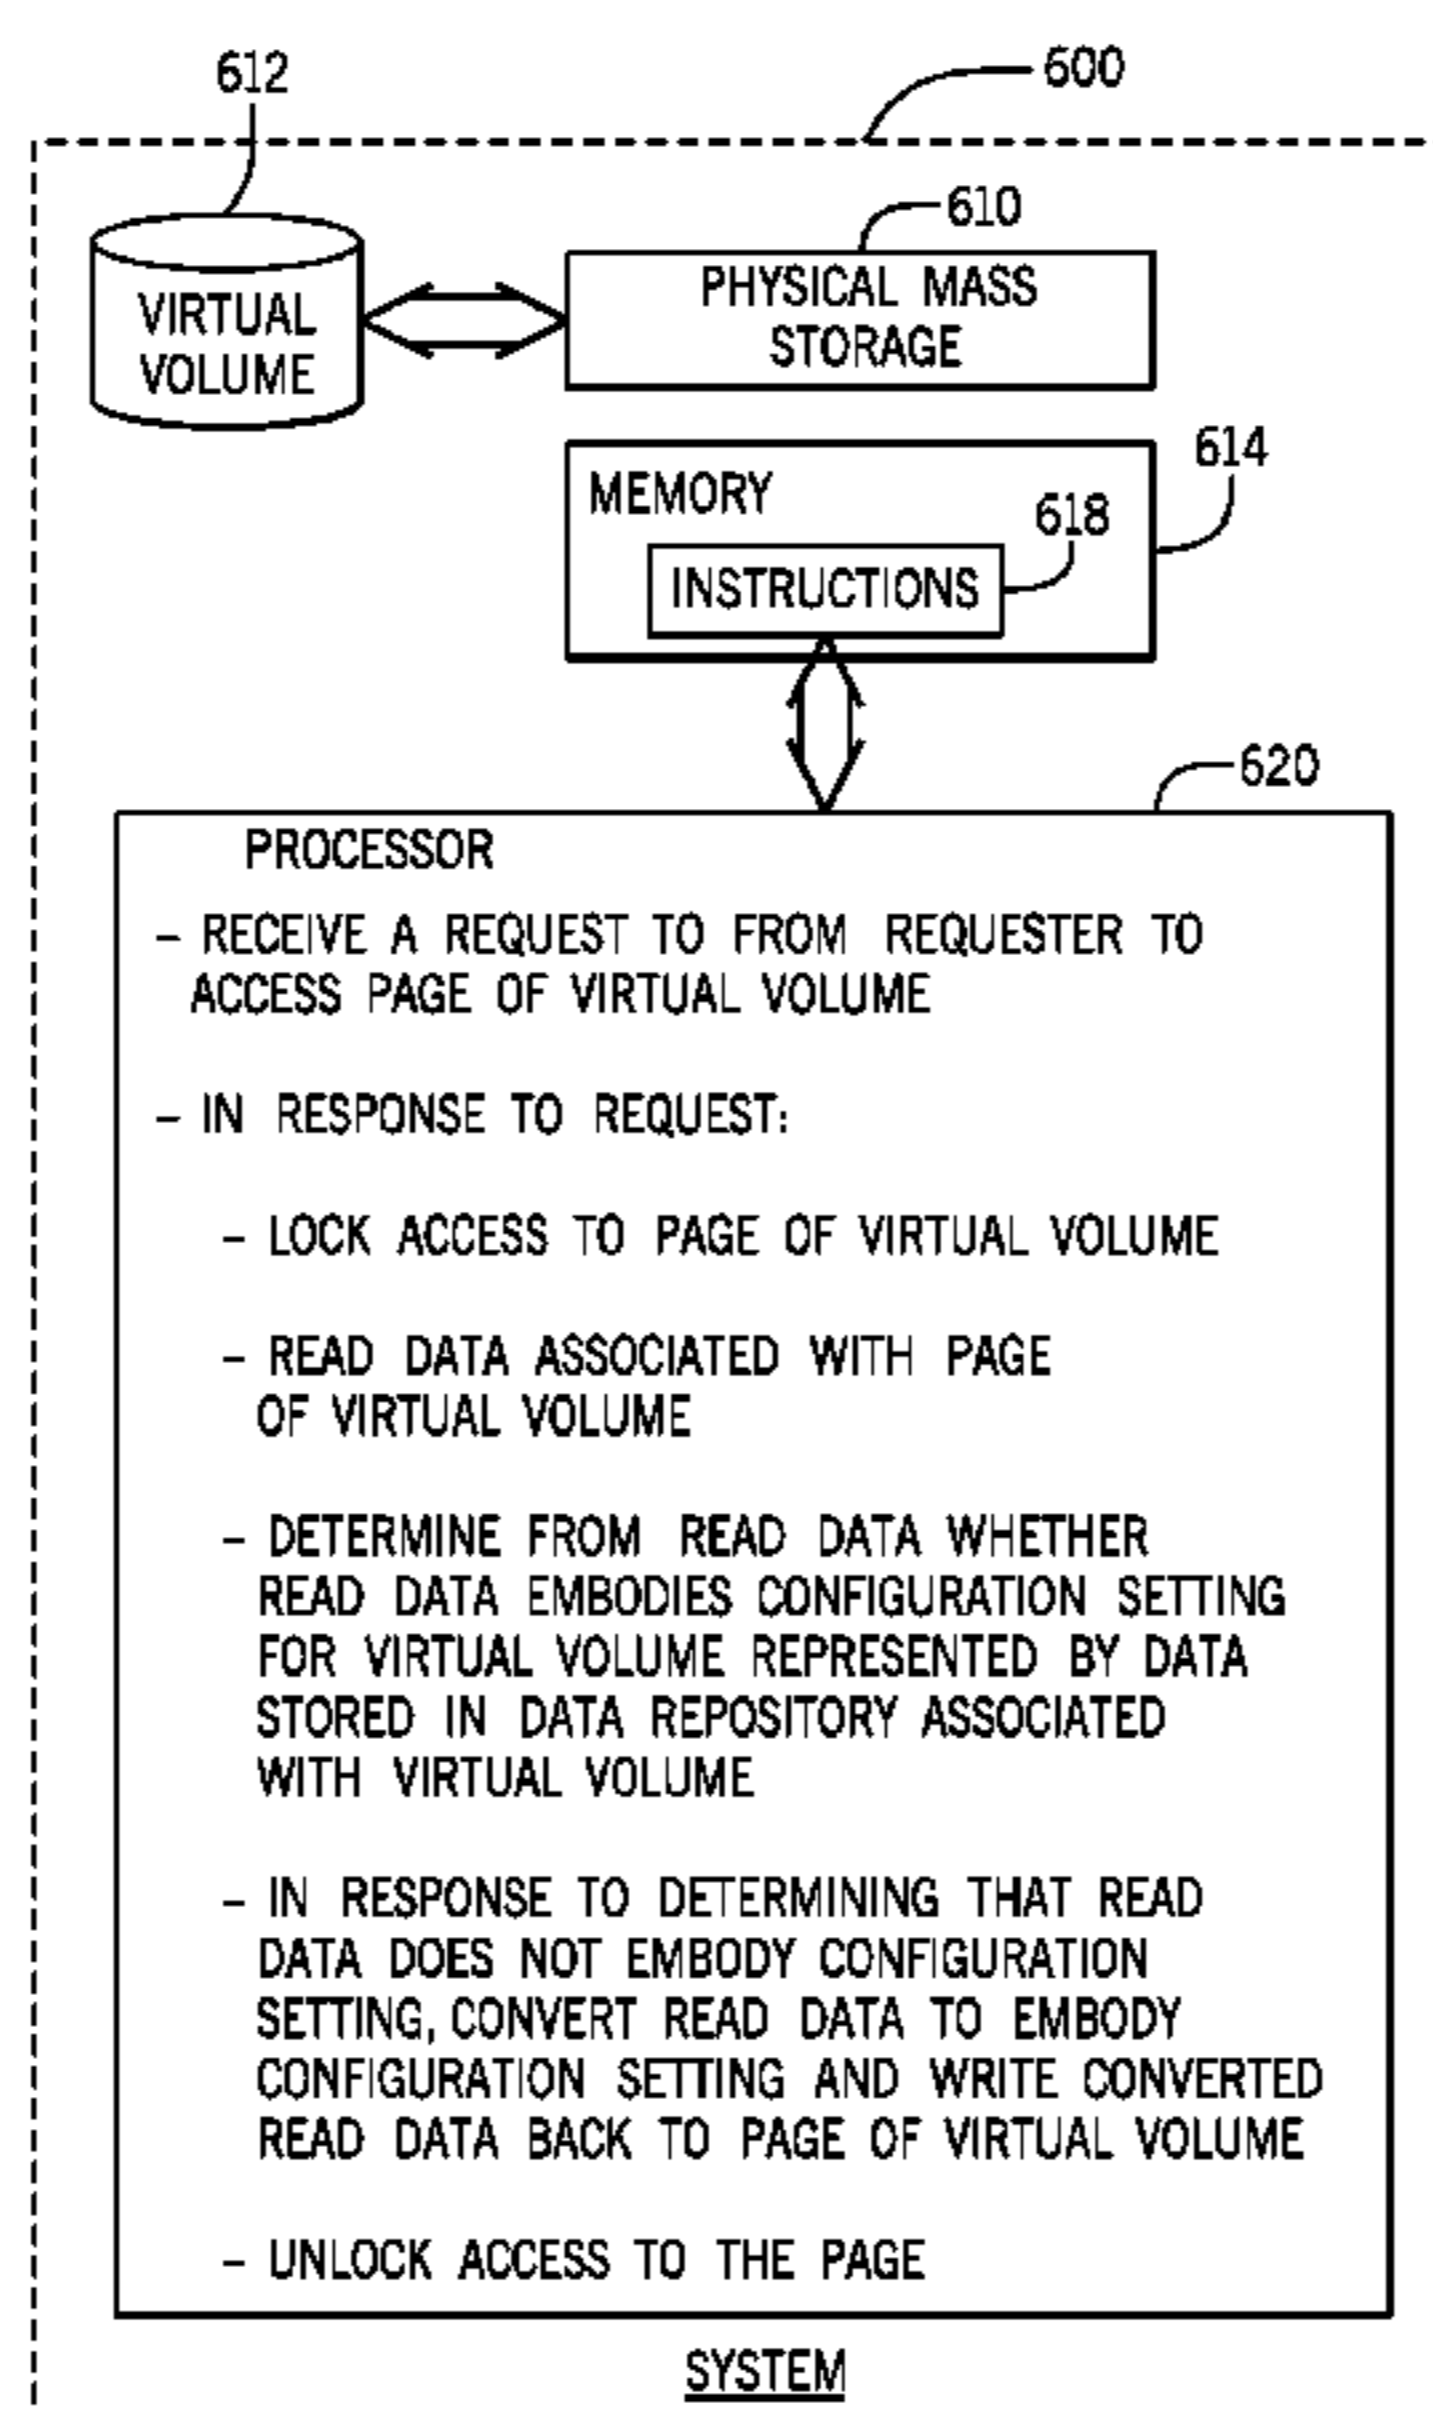 612
600
610
PHYSICAL MASS
STORAGE
VIRTUAL
VOLUME
614
MEMORY
618
INSTRUCTIONS
620
PROCESSOR
– RECEIVE A REQUEST TO FROM REQUESTER TO
ACCESS PAGE OF VIRTUAL VOLUME
– IN RESPONSE TO REQUEST:
– LOCK ACCESS TO PAGE OF VIRTUAL VOLUME
– READ DATA ASSOCIATED WITH PAGE
OF VIRTUAL VOLUME
– DETERMINE FROM READ DATA WHETHER
READ DATA EMBODIES CONFIGURATION SETTING
FOR VIRTUAL VOLUME REPRESENTED BY DATA
STORED IN DATA REPOSITORY ASSOCIATED
WITH VIRTUAL VOLUME
– IN RESPONSE TO DETERMINING THAT READ
DATA DOES NOT EMBODY CONFIGURATION
SETTING, CONVERT READ DATA TO EMBODY
CONFIGURATION SETTING AND WRITE CONVERTED
READ DATA BACK TO PAGE OF VIRTUAL VOLUME
– UNLOCK ACCESS TO THE PAGE
SYSTEM